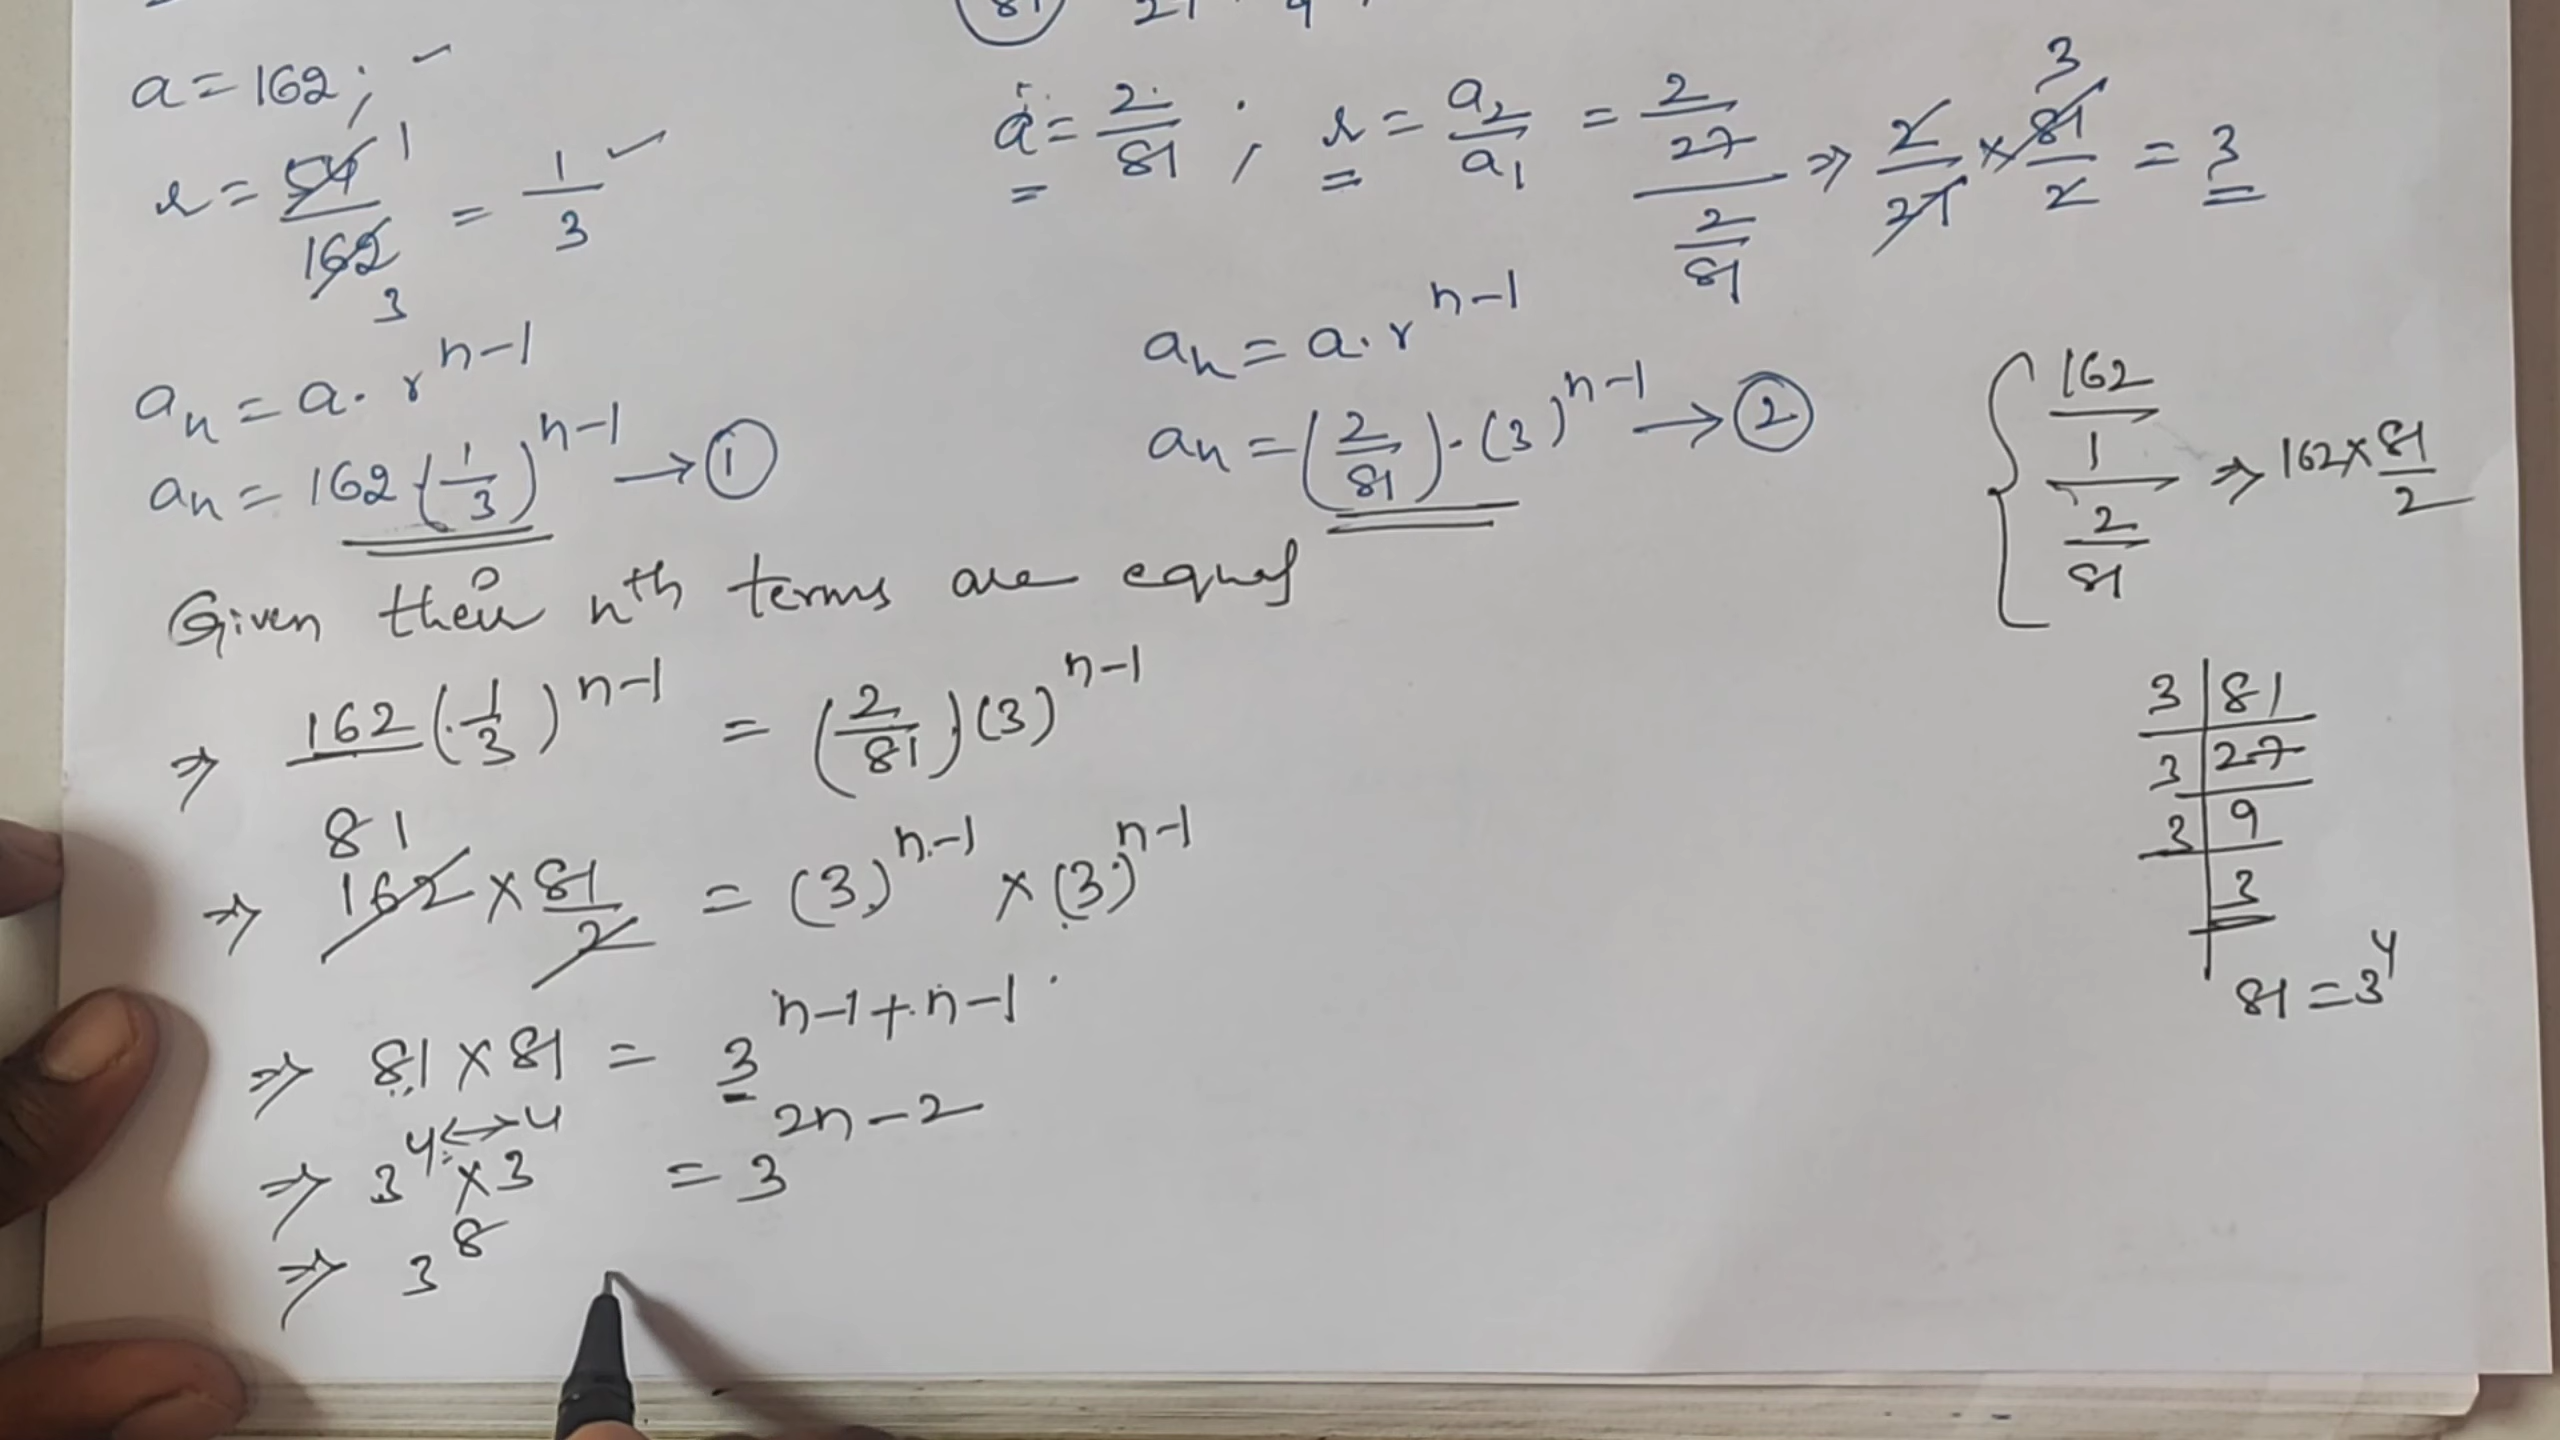 a = 162 ;
r = 54/162 = 1/3
1
3
aₙ = a · r^(n-1)
aₙ = 162 (1/3)^(n-1) → ①
a = 2/81 ; r = a₂/a₁ = (2/27)/(2/81) ⇒ 2/27 × 81/2 = 3
3
aₙ = a · r^(n-1)
aₙ = (2/81) · (3)^(n-1) → ②
{ 162/1 / 2/81 ⇒ 162 × 81/2
Given their nᵗʰ terms are equal
⇒ 162 (1/3)^(n-1) = (2/81) (3)^(n-1)
81
⇒ 162 × 81/2 = (3)^(n-1) × (3)^(n-1)
⇒ 81 × 81 = 3^(n-1+n-1)
⇒ 3^4 × 3^4 = 3^(2n-2)
⇒ 3^8
3 | 81
3 | 27
3 | 9
3
81 = 3^4